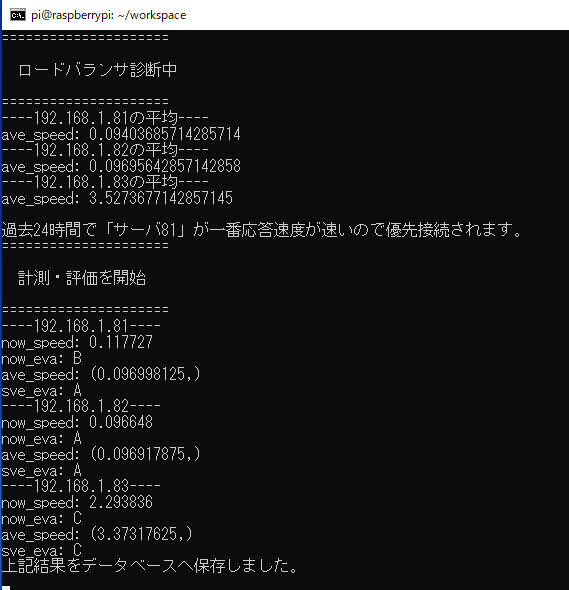 pi@raspberrypi: ~/workspace
=====================
ロードバランサ診断中
=====================
----192.168.1.81の平均----
ave_speed: 0.09403685714285714
----192.168.1.82の平均----
ave_speed: 0.09695642857142858
----192.168.1.83の平均----
ave_speed: 3.5273677142857145
過去24時間で「サーバ81」が一番応答速度が速いので優先接続されます。
=====================
計測・評価を開始
=====================
----192.168.1.81----
now_speed: 0.117727
now_eva: B
ave_speed: (0.096998125,)
sve_eva: A
----192.168.1.82----
now_speed: 0.096648
now_eva: A
ave_speed: (0.096917875,)
sve_eva: A
----192.168.1.83----
now_speed: 2.293836
now_eva: C
ave_speed: (3.37317625,)
sve_eva: C
上記結果をデータベースへ保存しました。